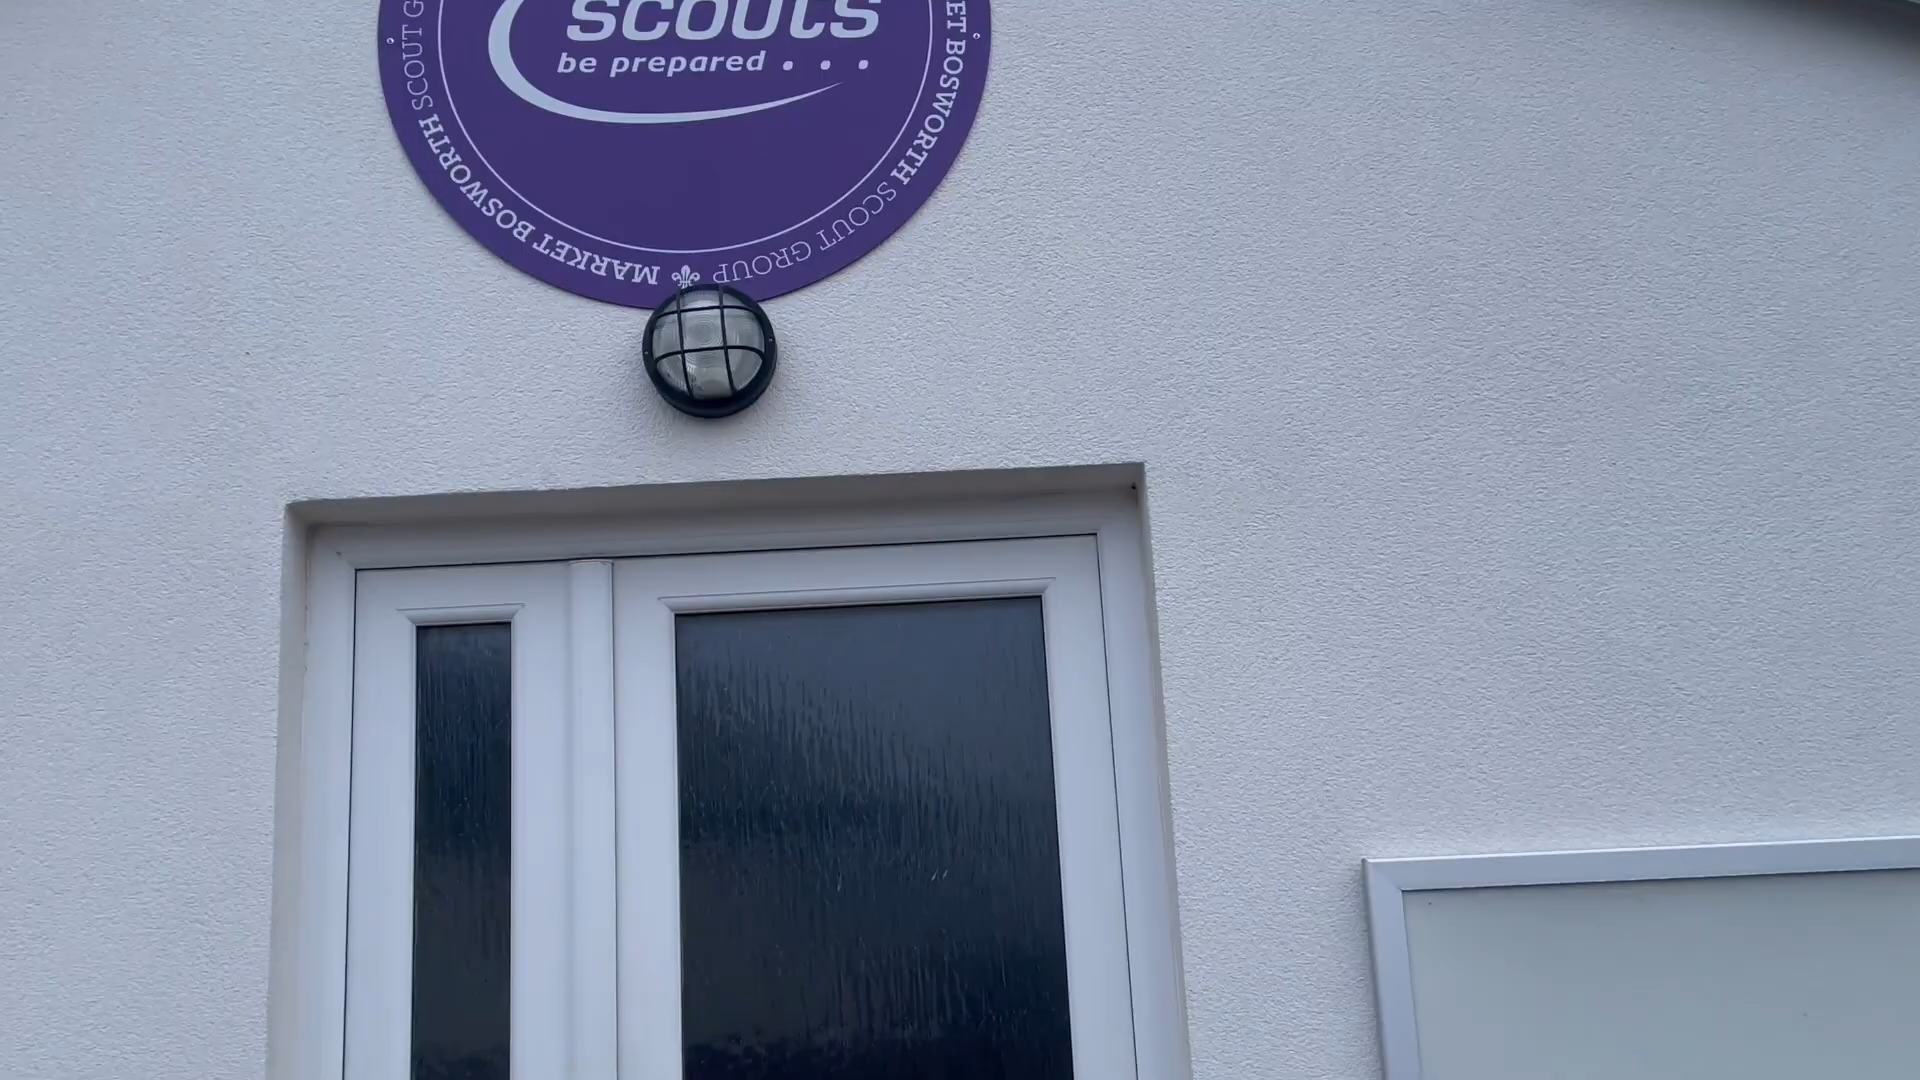 scouts
be prepared . . .
MARKET BOSWORTH SCOUT G
ET BOSWORTH SCOUT GROUP